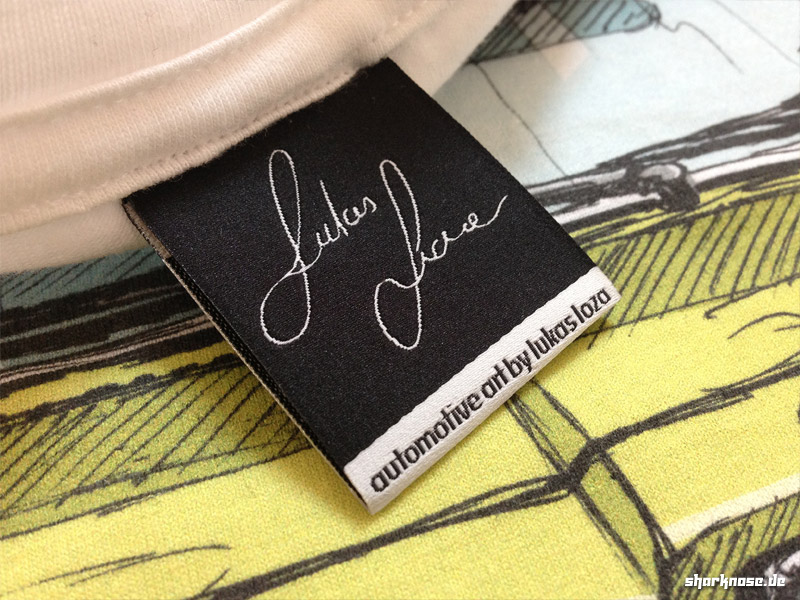 Lukas
Loza
automotive art by lukas loza
sharknose.de